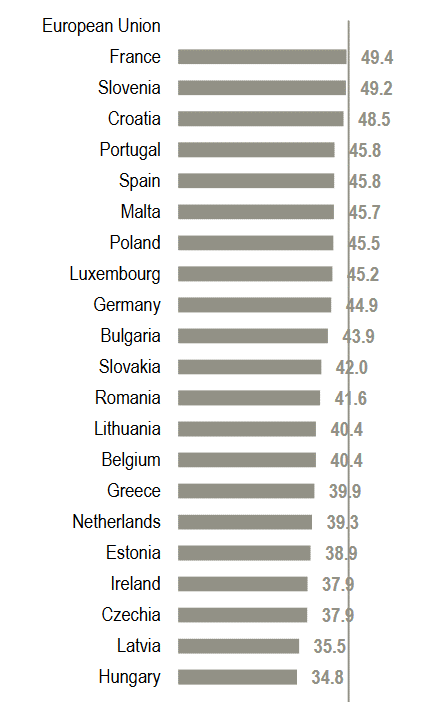 European Union
France 49.4
Slovenia 49.2
Croatia 48.5
Portugal 45.8
Spain 45.8
Malta 45.7
Poland 45.5
Luxembourg 45.2
Germany 44.9
Bulgaria 43.9
Slovakia 42.0
Romania 41.6
Lithuania 40.4
Belgium 40.4
Greece 39.9
Netherlands 39.3
Estonia 38.9
Ireland 37.9
Czechia 37.9
Latvia 35.5
Hungary 34.8